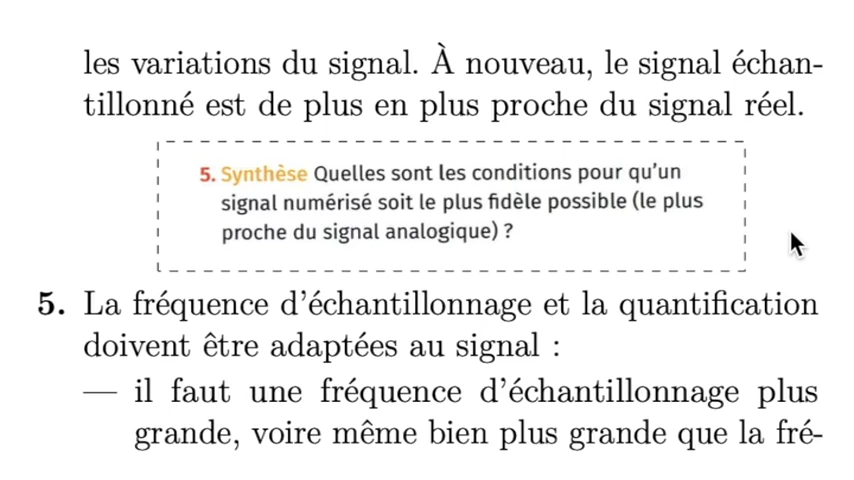 les variations du signal. À nouveau, le signal échan-
tillonné est de plus en plus proche du signal réel.
5. Synthèse Quelles sont les conditions pour qu'un
signal numérisé soit le plus fidèle possible (le plus
proche du signal analogique) ?
5. La fréquence d'échantillonnage et la quantification
doivent être adaptées au signal :
— il faut une fréquence d'échantillonnage plus
grande, voire même bien plus grande que la fré-